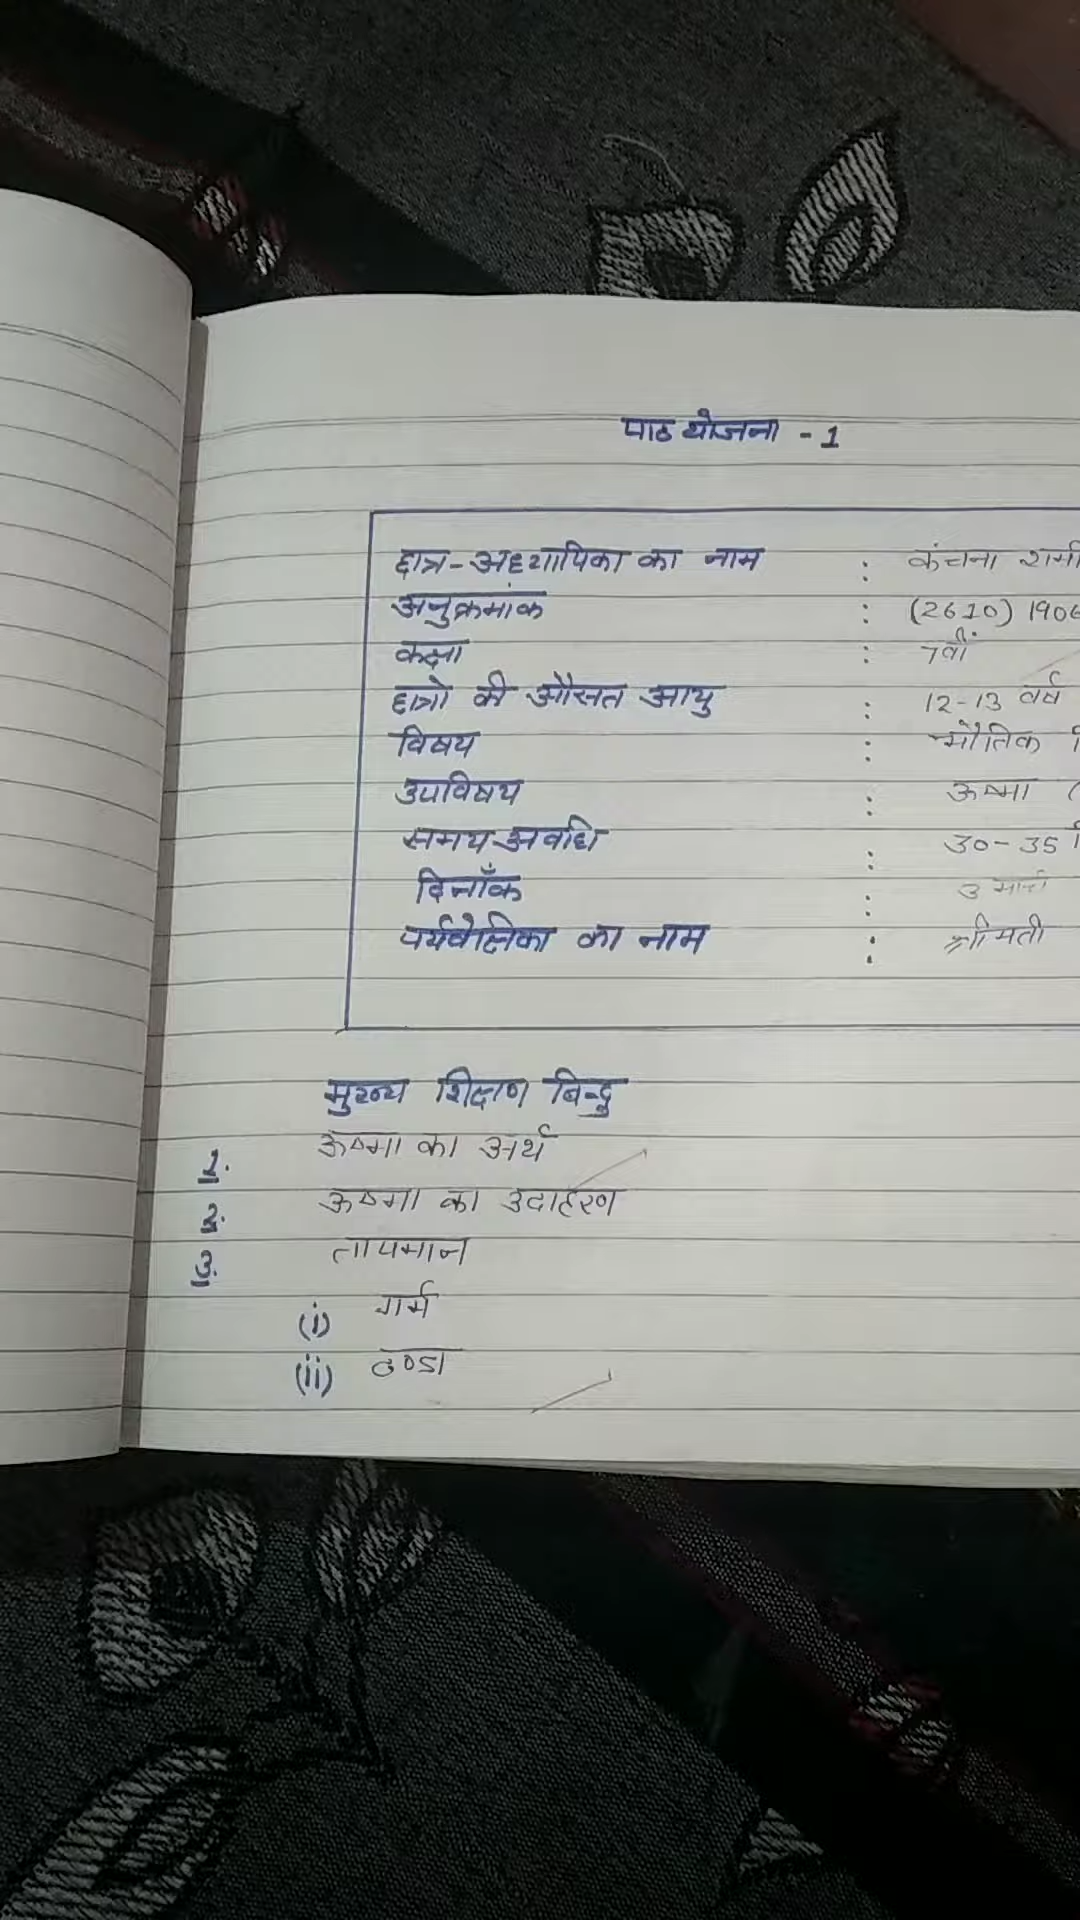 पाठ योजना - 1
छात्र-अध्यापिका का नाम : कंचना शर्मा
अनुक्रमांक : (2610) 1906
कक्षा : 7वीं
छात्रो की औसत आयु : 12-13 वर्ष
विषय : भौतिक
उपविषय : ऊष्मा (
समय-अवधि : 30-35
दिनाँक : 3 मार्च
पर्यवेक्षिका का नाम : श्रीमती
मुख्य शिक्षण बिन्दु
1. ऊष्मा का अर्थ
2. ऊष्मा का उदाहरण
3. तापमान
(i) गर्म
(ii) ठण्डा